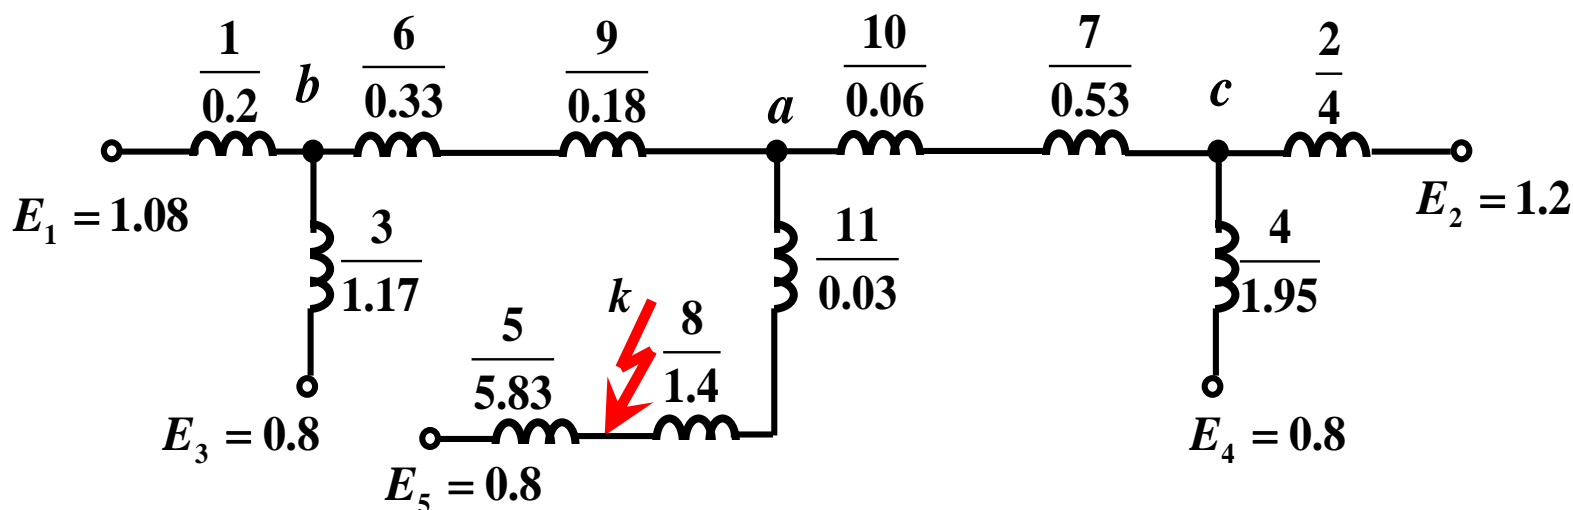 1/0.2
b
6/0.33
9/0.18
a
10/0.06
7/0.53
c
2/4
E₁ = 1.08
E₂ = 1.2
3/1.17
11/0.03
4/1.95
k
5/5.83
8/1.4
E₃ = 0.8
E₅ = 0.8
E₄ = 0.8